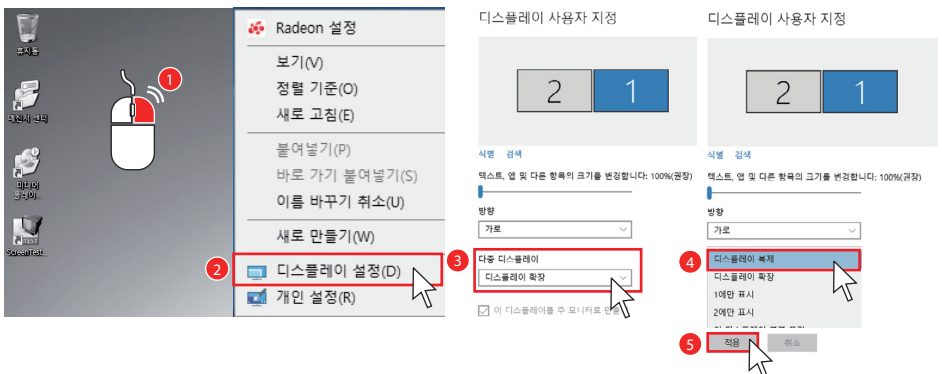 휴지통
메시지 센터
미디어
플레이..
ScreenTest..
1
Radeon 설정
보기(V)
정렬 기준(O)
새로 고침(E)
붙여넣기(P)
바로 가기 붙여넣기(S)
이름 바꾸기 취소(U)
새로 만들기(W)
2
디스플레이 설정(D)
개인 설정(R)
디스플레이 사용자 지정
2 1
식별 검색
텍스트, 앱 및 다른 항목의 크기를 변경합니다: 100%(권장)
방향
가로
3
다중 디스플레이
디스플레이 확장
이 디스플레이를 주 모니터로
디스플레이 사용자 지정
2 1
식별 검색
텍스트, 앱 및 다른 항목의 크기를 변경합니다: 100%(권장)
방향
가로
4
디스플레이 복제
디스플레이 확장
1에만 표시
2에만 표시
5
적용 취소